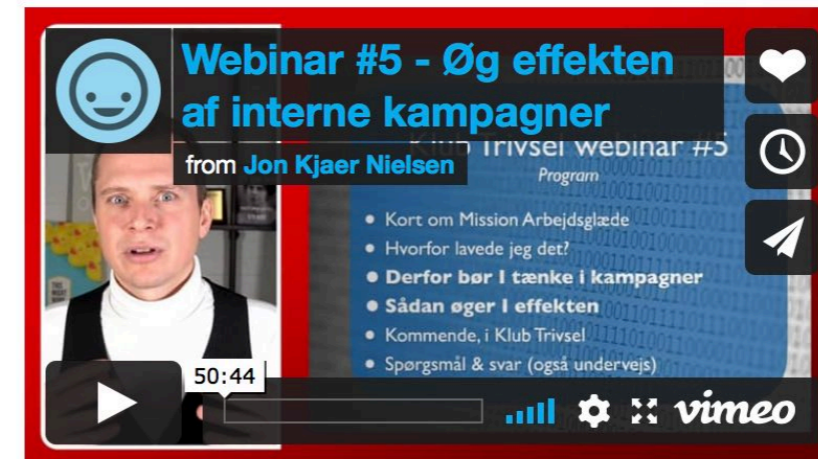 Webinar #5 - Øg effekten
af interne kampagner
from Jon Kjaer Nielsen
Klub Trivsel Webinar #5
Program
• Kort om Mission Arbejdsglæde
• Hvorfor lavede jeg det?
• Derfor bør I tænke i kampagner
• Sådan øger I effekten
• Kommende, i Klub Trivsel
• Spørgsmål & svar (også undervejs)
50:44
vimeo